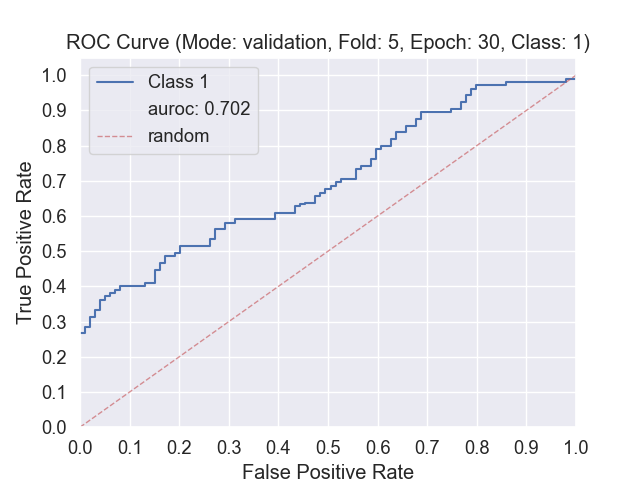 ROC Curve (Mode: validation, Fold: 5, Epoch: 30, Class: 1)
Class 1
auroc: 0.702
random
True Positive Rate
1.0
0.9
0.8
0.7
0.6
0.5
0.4
0.3
0.2
0.1
0.0
0.0 0.1 0.2 0.3 0.4 0.5 0.6 0.7 0.8 0.9 1.0
False Positive Rate